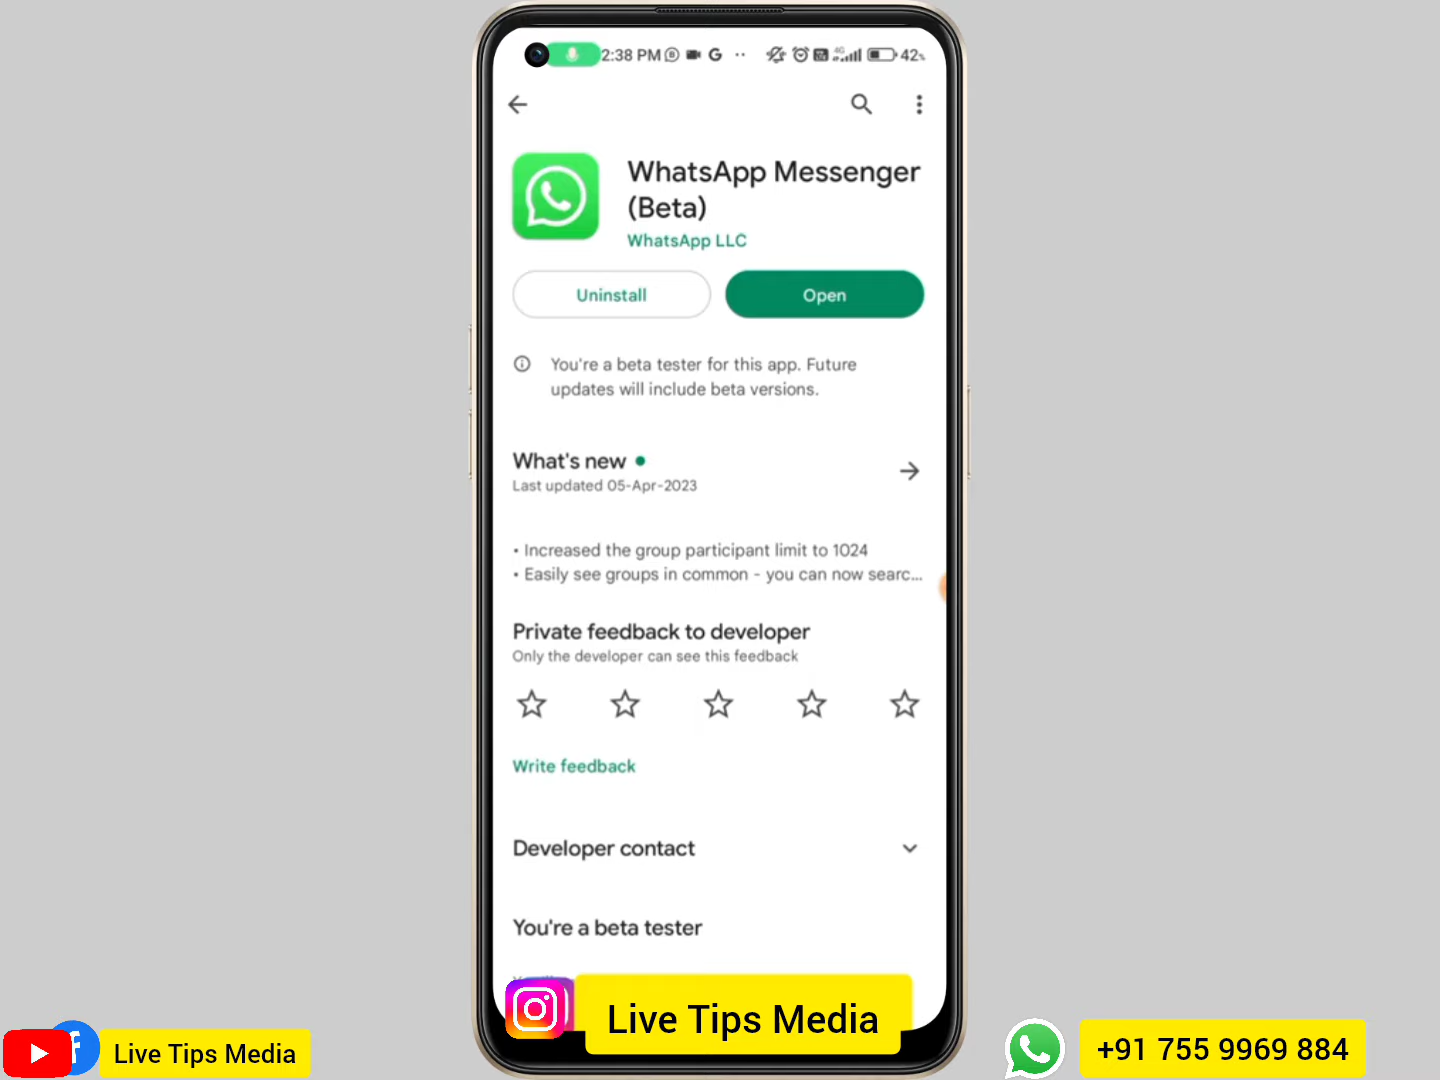 2:38 PM
4G
42%
WhatsApp Messenger
(Beta)
WhatsApp LLC
Uninstall
Open
You're a beta tester for this app. Future
updates will include beta versions.
What's new
Last updated 05-Apr-2023
• Increased the group participant limit to 1024
• Easily see groups in common - you can now searc...
Private feedback to developer
Only the developer can see this feedback
Write feedback
Developer contact
You're a beta tester
Live Tips Media
Live Tips Media
+91 755 9969 884